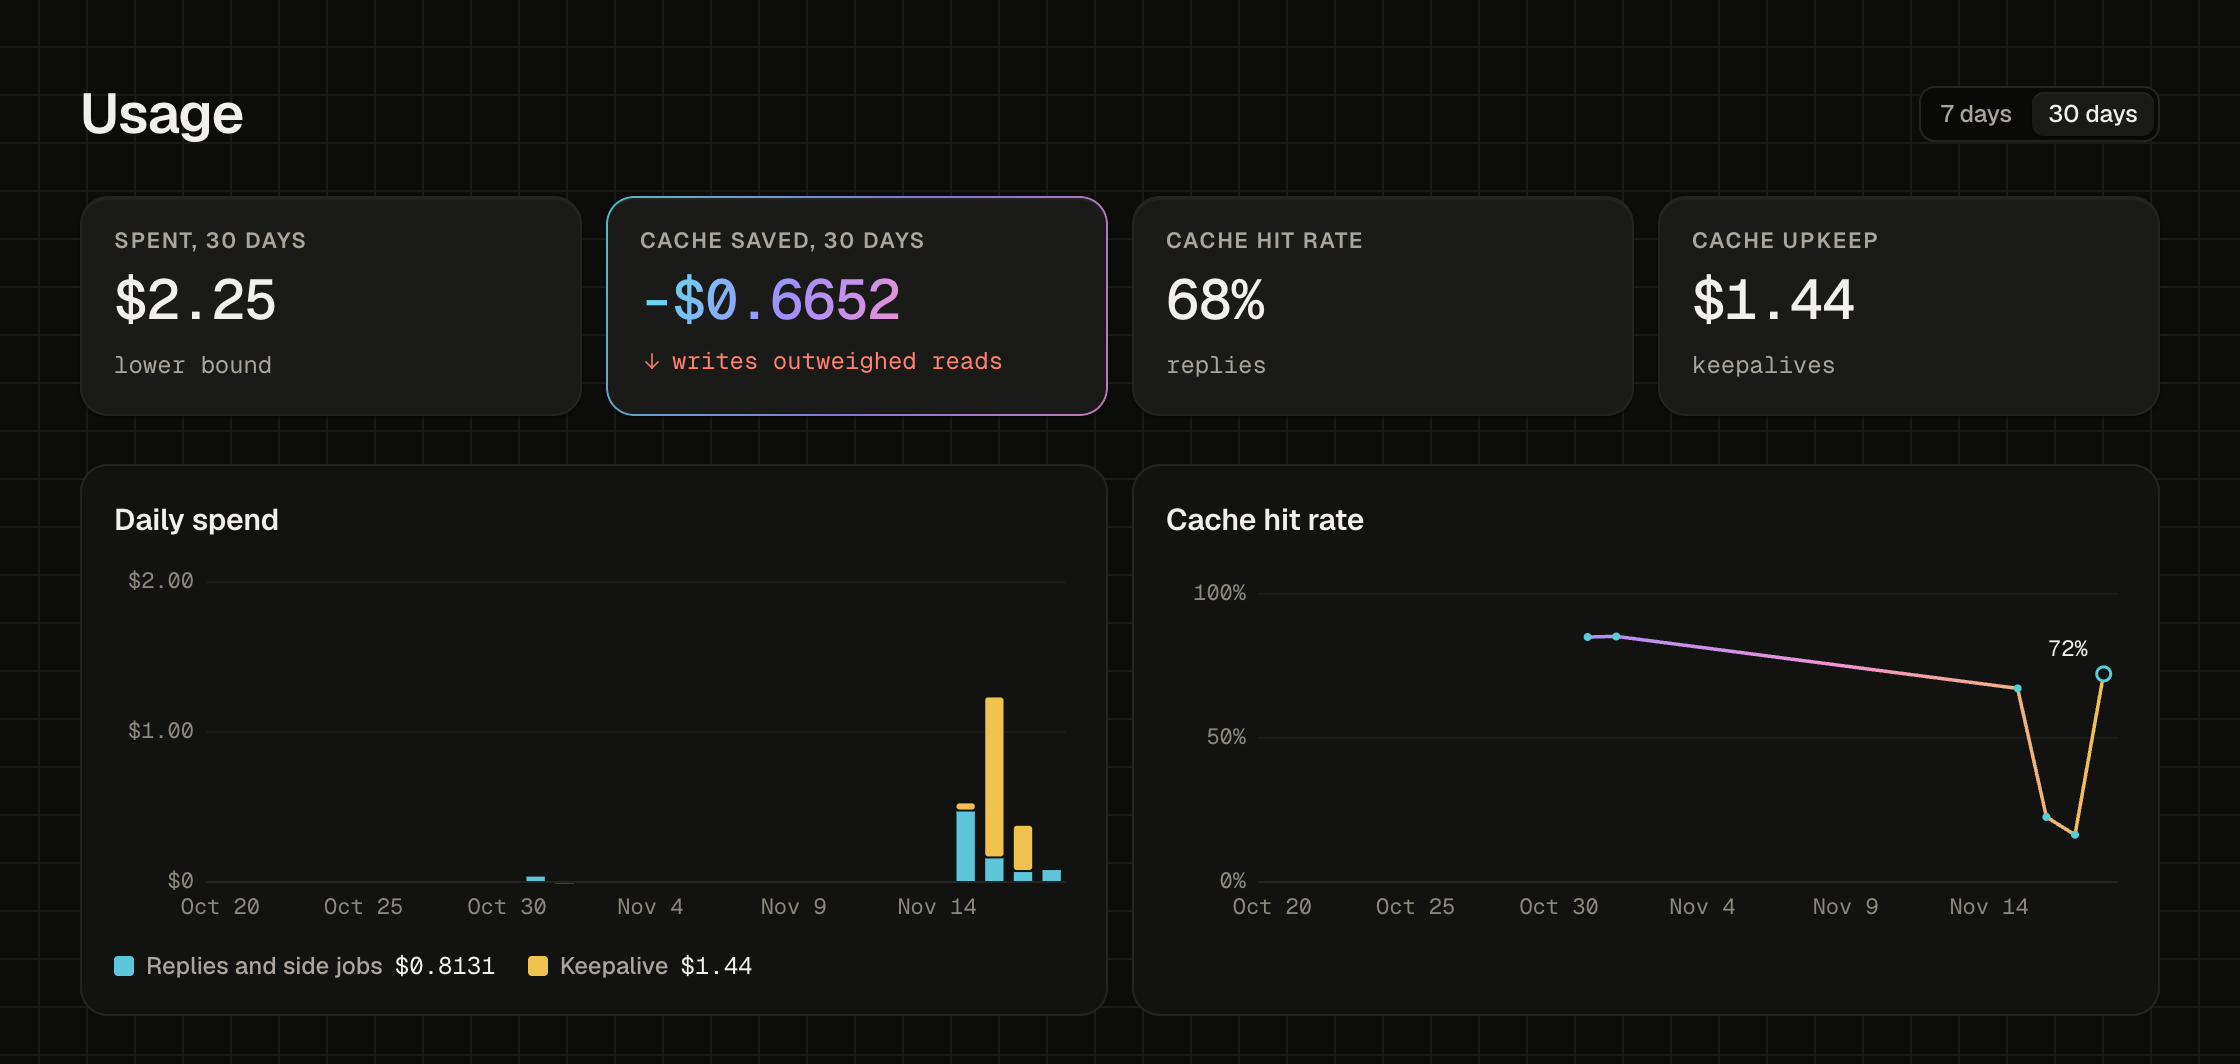 Usage
7 days
30 days
SPENT, 30 DAYS
$2.25
lower bound
CACHE SAVED, 30 DAYS
-$0.6652
↓ writes outweighed reads
CACHE HIT RATE
68%
replies
CACHE UPKEEP
$1.44
keepalives
Daily spend
$2.00
$1.00
$0
Oct 20 Oct 25 Oct 30 Nov 4 Nov 9 Nov 14
Replies and side jobs $0.8131 Keepalive $1.44
Cache hit rate
100%
72%
50%
0%
Oct 20 Oct 25 Oct 30 Nov 4 Nov 9 Nov 14